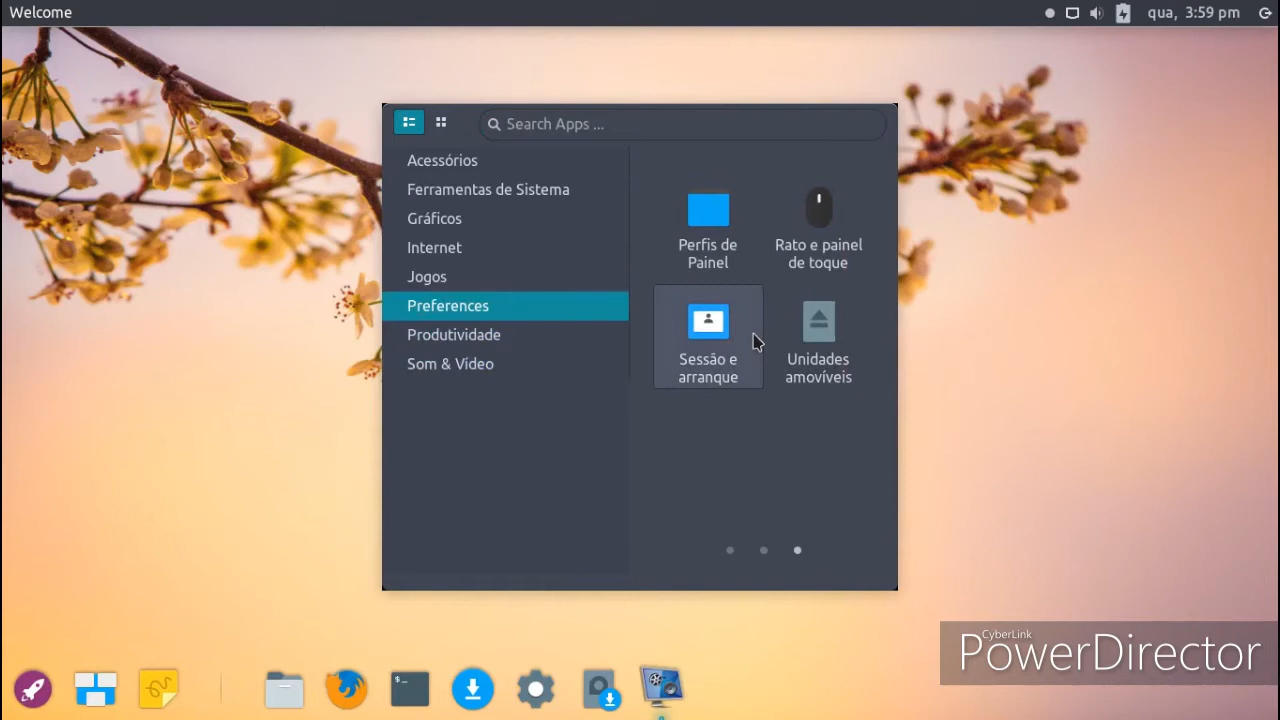 Welcome
qua, 3:59 pm
Search Apps ...
Acessórios
Ferramentas de Sistema
Gráficos
Internet
Jogos
Preferences
Produtividade
Som & Vídeo
Perfis de
Painel
Rato e painel
de toque
Sessão e
arranque
Unidades
amovíveis
$_
CyberLink
PowerDirector